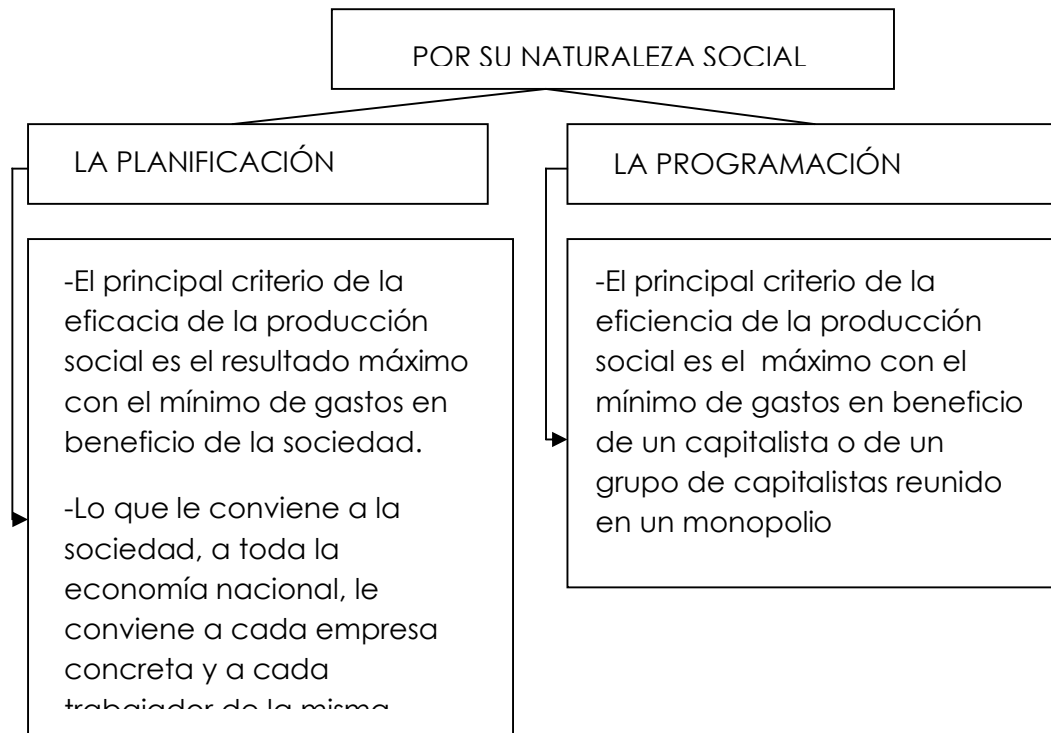 POR SU NATURALEZA SOCIAL
LA PLANIFICACIÓN
-El principal criterio de la
eficacia de la producción
social es el resultado máximo
con el mínimo de gastos en
beneficio de la sociedad.
-Lo que le conviene a la
sociedad, a toda la
economía nacional, le
conviene a cada empresa
concreta y a cada
trabajador de la misma
LA PROGRAMACIÓN
-El principal criterio de la
eficiencia de la producción
social es el  máximo con el
mínimo de gastos en beneficio
de un capitalista o de un
grupo de capitalistas reunido
en un monopolio